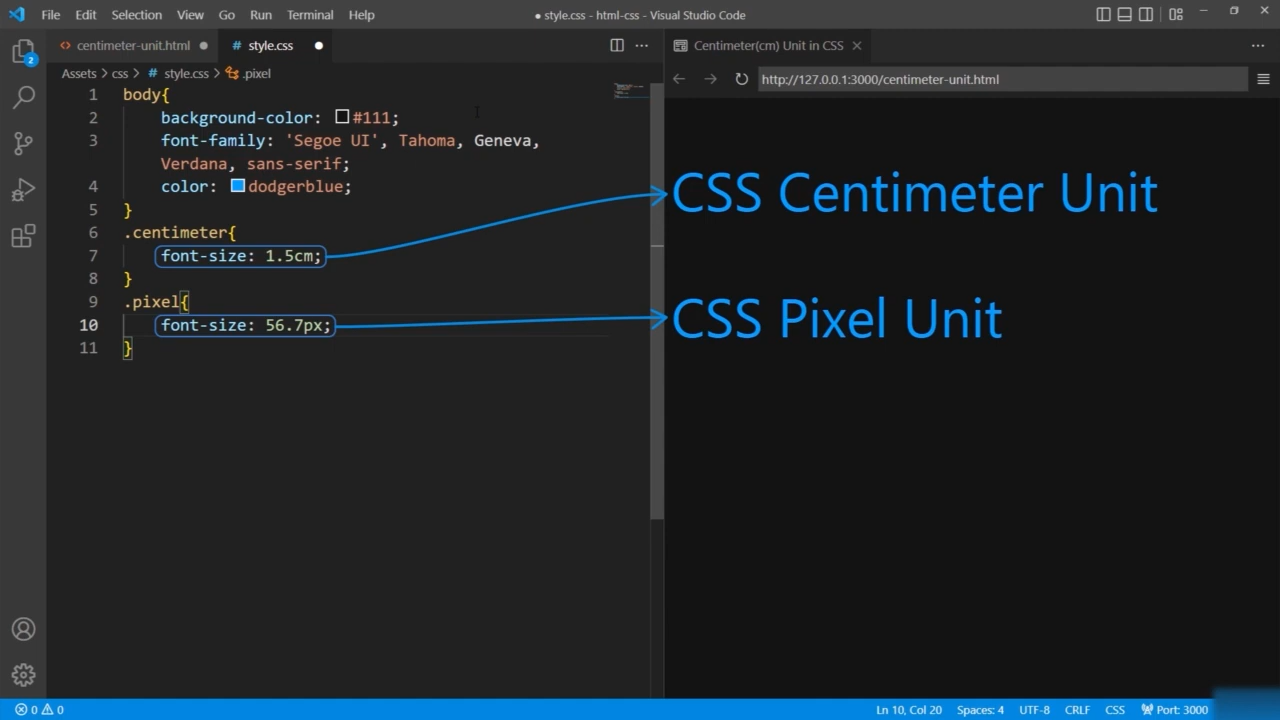 File Edit Selection View Go Run Terminal Help
● style.css - html-css - Visual Studio Code
centimeter-unit.html ●
# style.css ●
Centimeter(cm) Unit in CSS
Assets > css > # style.css > .pixel
http://127.0.0.1:3000/centimeter-unit.html
2
1 body{
2 background-color: #111;
3 font-family: 'Segoe UI', Tahoma, Geneva,
Verdana, sans-serif;
4 color: dodgerblue;
5 }
6 .centimeter{
7 font-size: 1.5cm;
8 }
9 .pixel{
10 font-size: 56.7px;
11 }
CSS Centimeter Unit
CSS Pixel Unit
0 0
Ln 10, Col 20 Spaces: 4 UTF-8 CRLF CSS Port: 3000